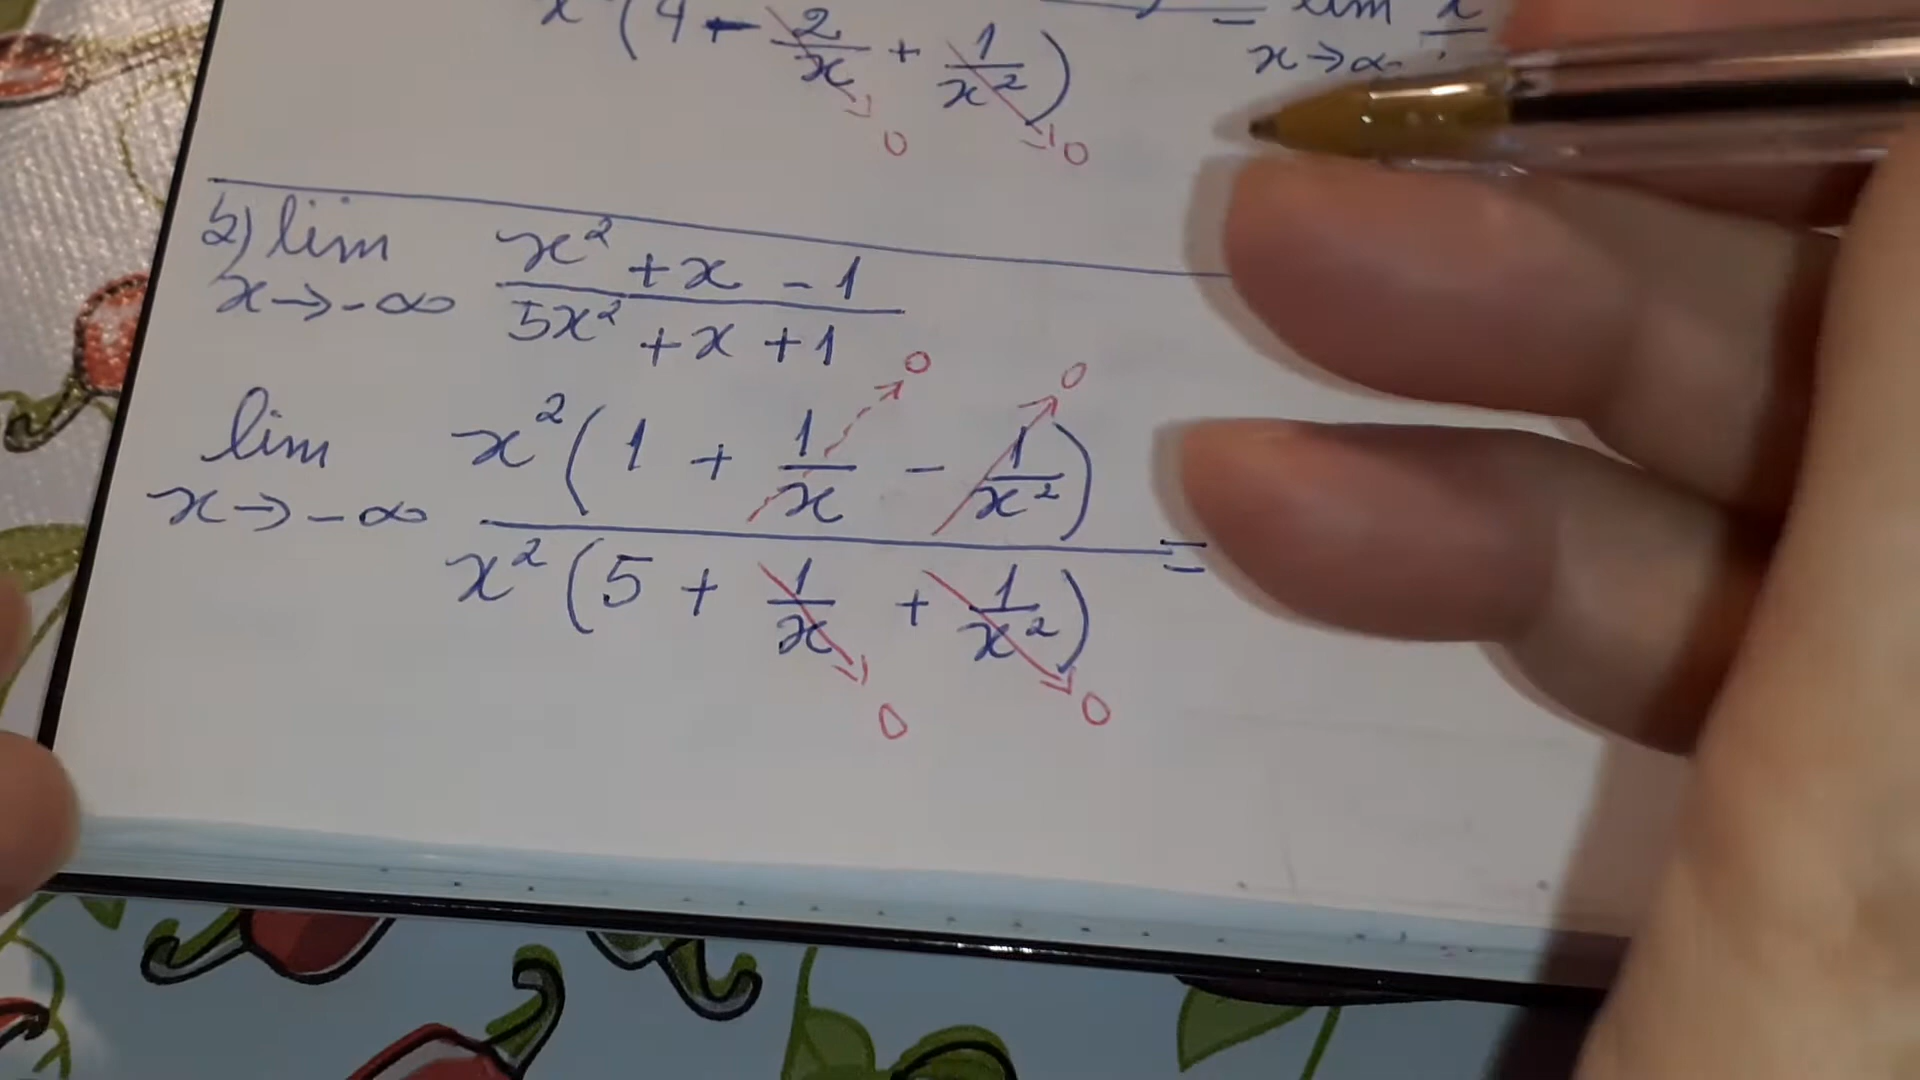 x² (4 - 2/x + 1/x²) = lim
0 0 x→∞
2) lim x² + x - 1 / 5x² + x + 1
x→-∞
0 0
lim x² (1 + 1/x - 1/x²) / x² (5 + 1/x + 1/x²) =
x→-∞
0 0